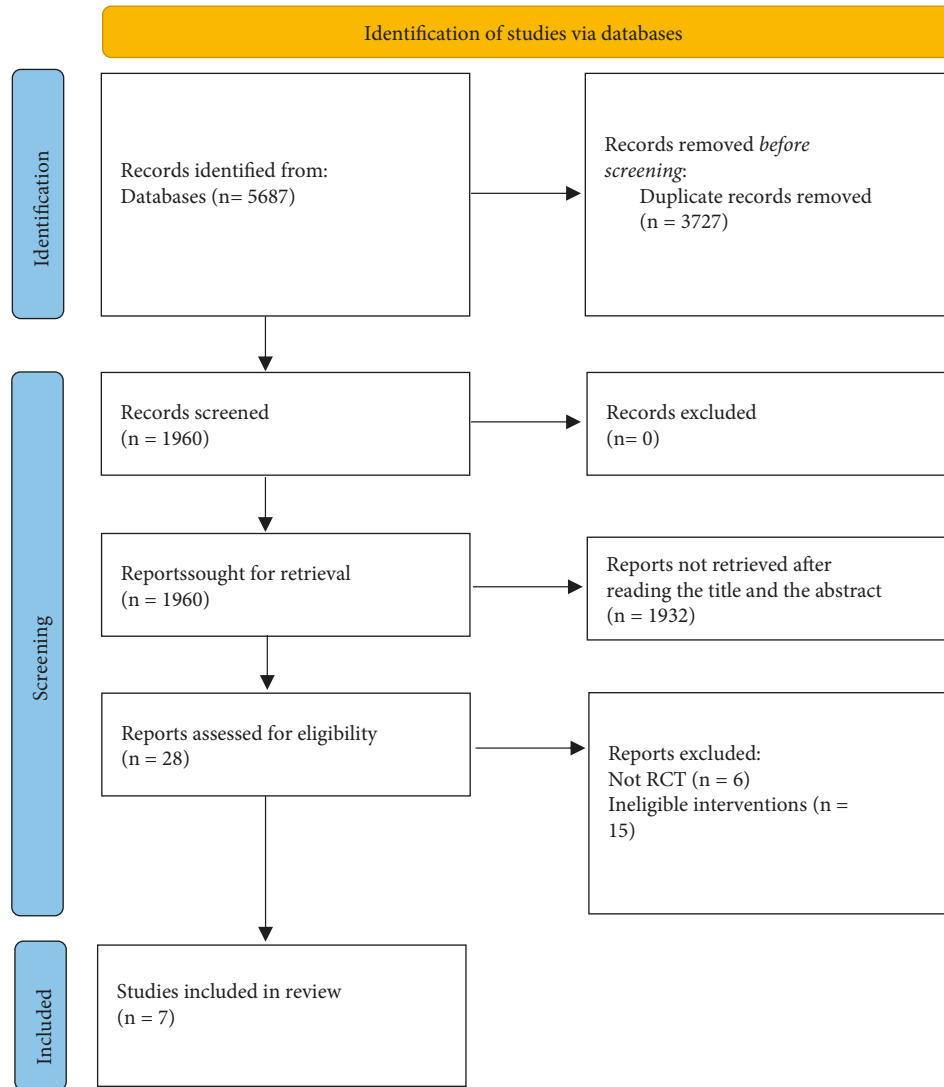 Identification of studies via databases
Identification
Records identified from:
Databases (n= 5687)
Records removed before
screening:
Duplicate records removed
(n = 3727)
Screening
Records screened
(n = 1960)
Records excluded
(n= 0)
Reportssought for retrieval
(n = 1960)
Reports not retrieved after
reading the title and the abstract
(n = 1932)
Reports assessed for eligibility
(n = 28)
Reports excluded:
Not RCT (n = 6)
Ineligible interventions (n =
15)
Included
Studies included in review
(n = 7)